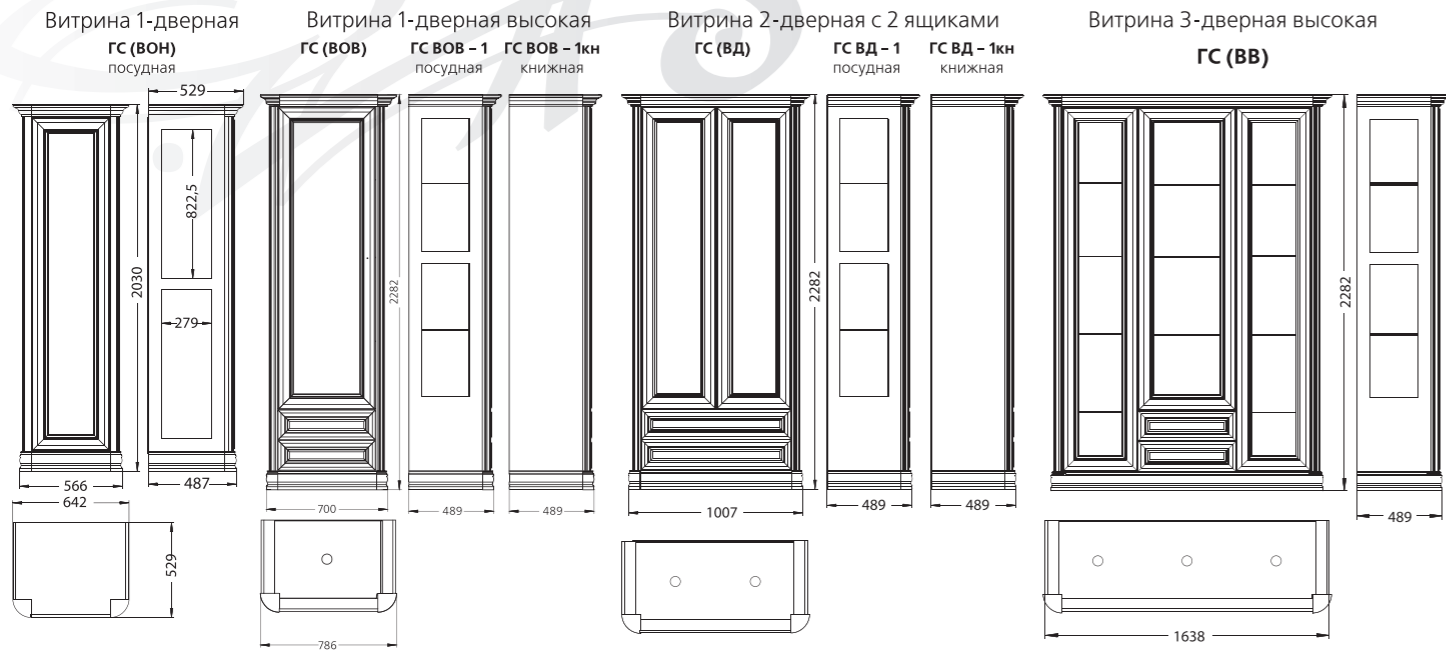 Витрина 1-дверная
ГС (ВОН)
посудная
529
822,5
279
2030
566
642
487
529
Витрина 1-дверная высокая
ГС (ВОВ)
ГС ВОВ – 1
посудная
ГС ВОВ – 1кн
книжная
2282
700
489
489
786
Витрина 2-дверная с 2 ящиками
ГС (ВД)
ГС ВД – 1
посудная
ГС ВД – 1кн
книжная
2282
1007
489
489
Витрина 3-дверная высокая
ГС (ВВ)
2282
489
1638